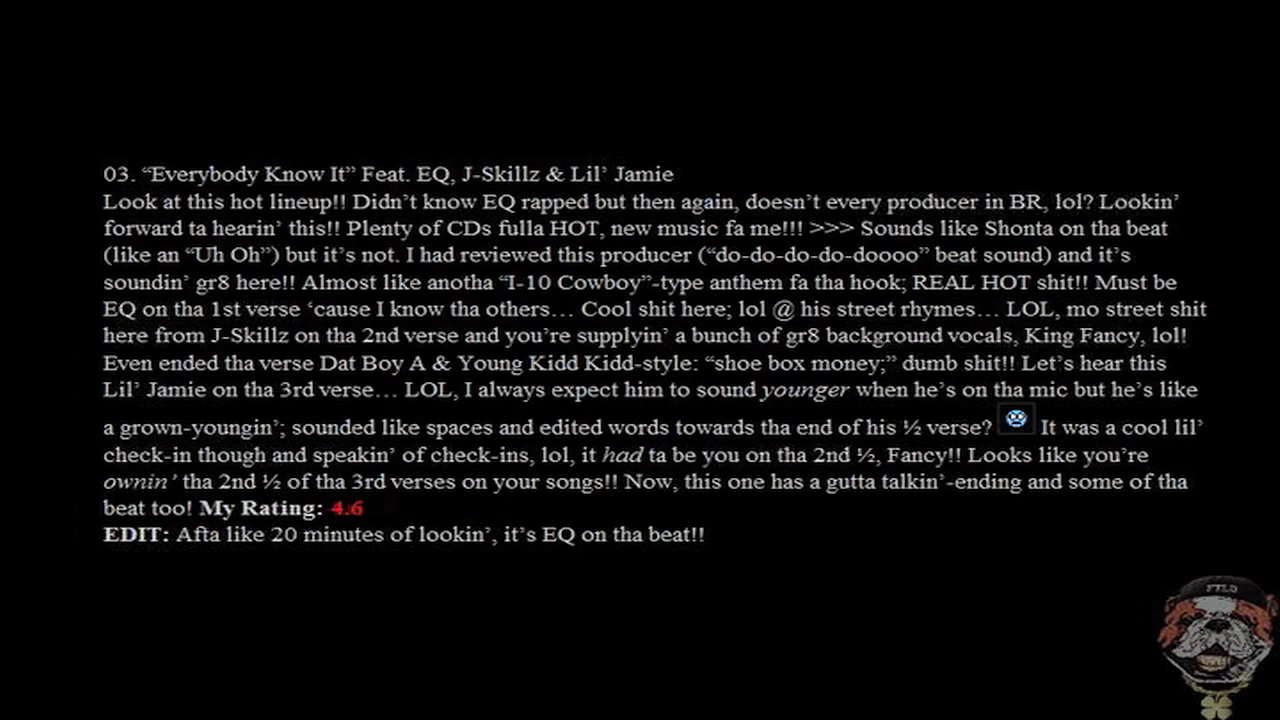 03. “Everybody Know It” Feat. EQ, J-Skillz & Lil’ Jamie
Look at this hot lineup!! Didn’t know EQ rapped but then again, doesn’t every producer in BR, lol? Lookin’
forward ta hearin’ this!! Plenty of CDs fulla HOT, new music fa me!!! >>> Sounds like Shonta on tha beat
(like an “Uh Oh”) but it’s not. I had reviewed this producer (“do-do-do-do-doooo” beat sound) and it’s
soundin’ gr8 here!! Almost like anotha “I-10 Cowboy”-type anthem fa tha hook; REAL HOT shit!! Must be
EQ on tha 1st verse ‘cause I know tha others… Cool shit here; lol @ his street rhymes… LOL, mo street shit
here from J-Skillz on tha 2nd verse and you’re supplyin’ a bunch of gr8 background vocals, King Fancy, lol!
Even ended tha verse Dat Boy A & Young Kidd Kidd-style: “shoe box money;” dumb shit!! Let’s hear this
Lil’ Jamie on tha 3rd verse… LOL, I always expect him to sound younger when he’s on tha mic but he’s like
a grown-youngin’; sounded like spaces and edited words towards tha end of his ½ verse? It was a cool lil’
check-in though and speakin’ of check-ins, lol, it had ta be you on tha 2nd ½, Fancy!! Looks like you’re
ownin’ tha 2nd ½ of tha 3rd verses on your songs!! Now, this one has a gutta talkin’-ending and some of tha
beat too! My Rating: 4.6
EDIT: Afta like 20 minutes of lookin’, it’s EQ on tha beat!!